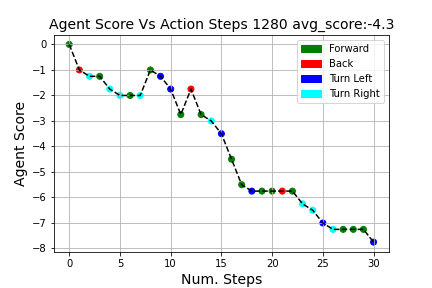 Agent Score Vs Action Steps 1280 avg_score:-4.3
Agent Score
0
−1
−2
−3
−4
−5
−6
−7
−8
Forward
Back
Turn Left
Turn Right
0 5 10 15 20 25 30
Num. Steps